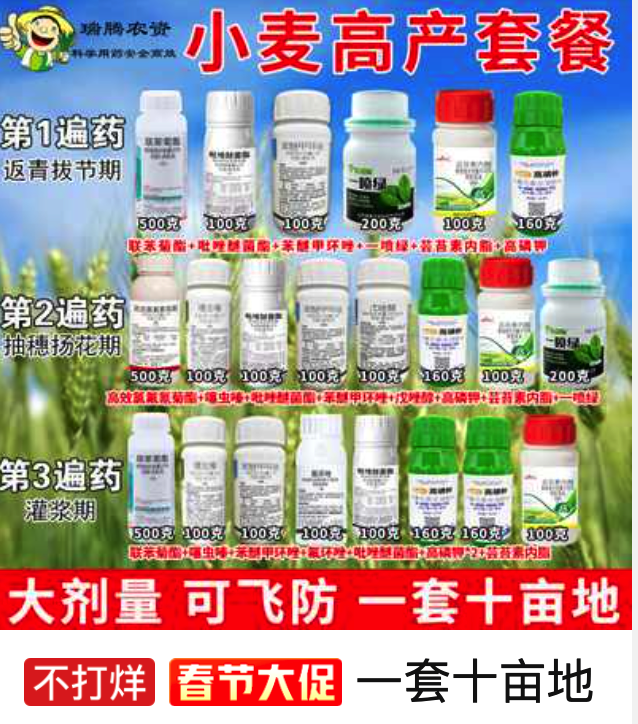 瑞腾农资
科学用药安全高效
小麦高产套餐
第1遍药
返青拔节期
500克 100克 100克 200克 100克 160克
联苯菊酯+吡唑醚菌酯+苯醚甲环唑+一喷绿+芸苔素内脂+高磷钾
第2遍药
抽穗扬花期
500克 100克 100克 100克 100克 160克 100克 200克
高效氯氟氰菊酯+噻虫嗪+吡唑醚菌酯+苯醚甲环唑+戊唑醇+高磷钾+芸苔素内脂+一喷绿
第3遍药
灌浆期
500克 100克 100克 100克 100克 160克 160克 100克
联苯菊酯+噻虫嗪+苯醚甲环唑+氟环唑+吡唑醚菌酯+高磷钾*2+芸苔素内脂
大剂量 可飞防 一套十亩地
不打烊 春节大促 一套十亩地